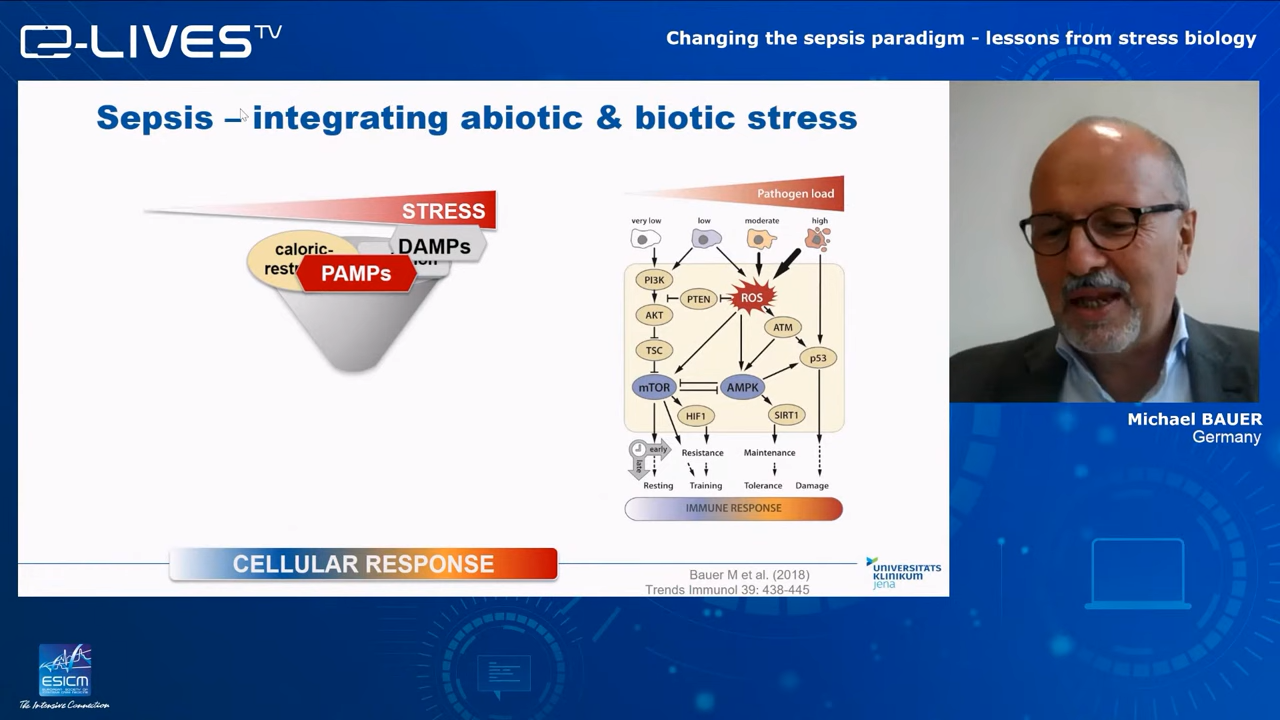 e-LIVES TV
Changing the sepsis paradigm - lessons from stress biology
Sepsis – integrating abiotic & biotic stress
STRESS
caloric-
DAMPs
PAMPs
CELLULAR RESPONSE
Pathogen load
very low
low
moderate
high
PI3K
PTEN
ROS
AKT
ATM
TSC
p53
mTOR
AMPK
HIF1
SIRT1
early
late
Resistance
Maintenance
Resting
Training
Tolerance
Damage
IMMUNE RESPONSE
Bauer M et al. (2018)
Trends Immunol 39: 438-445
UNIVERSITÄTS
KLINIKUM
jena
Michael BAUER
Germany
ESICM
The Intensive Connection